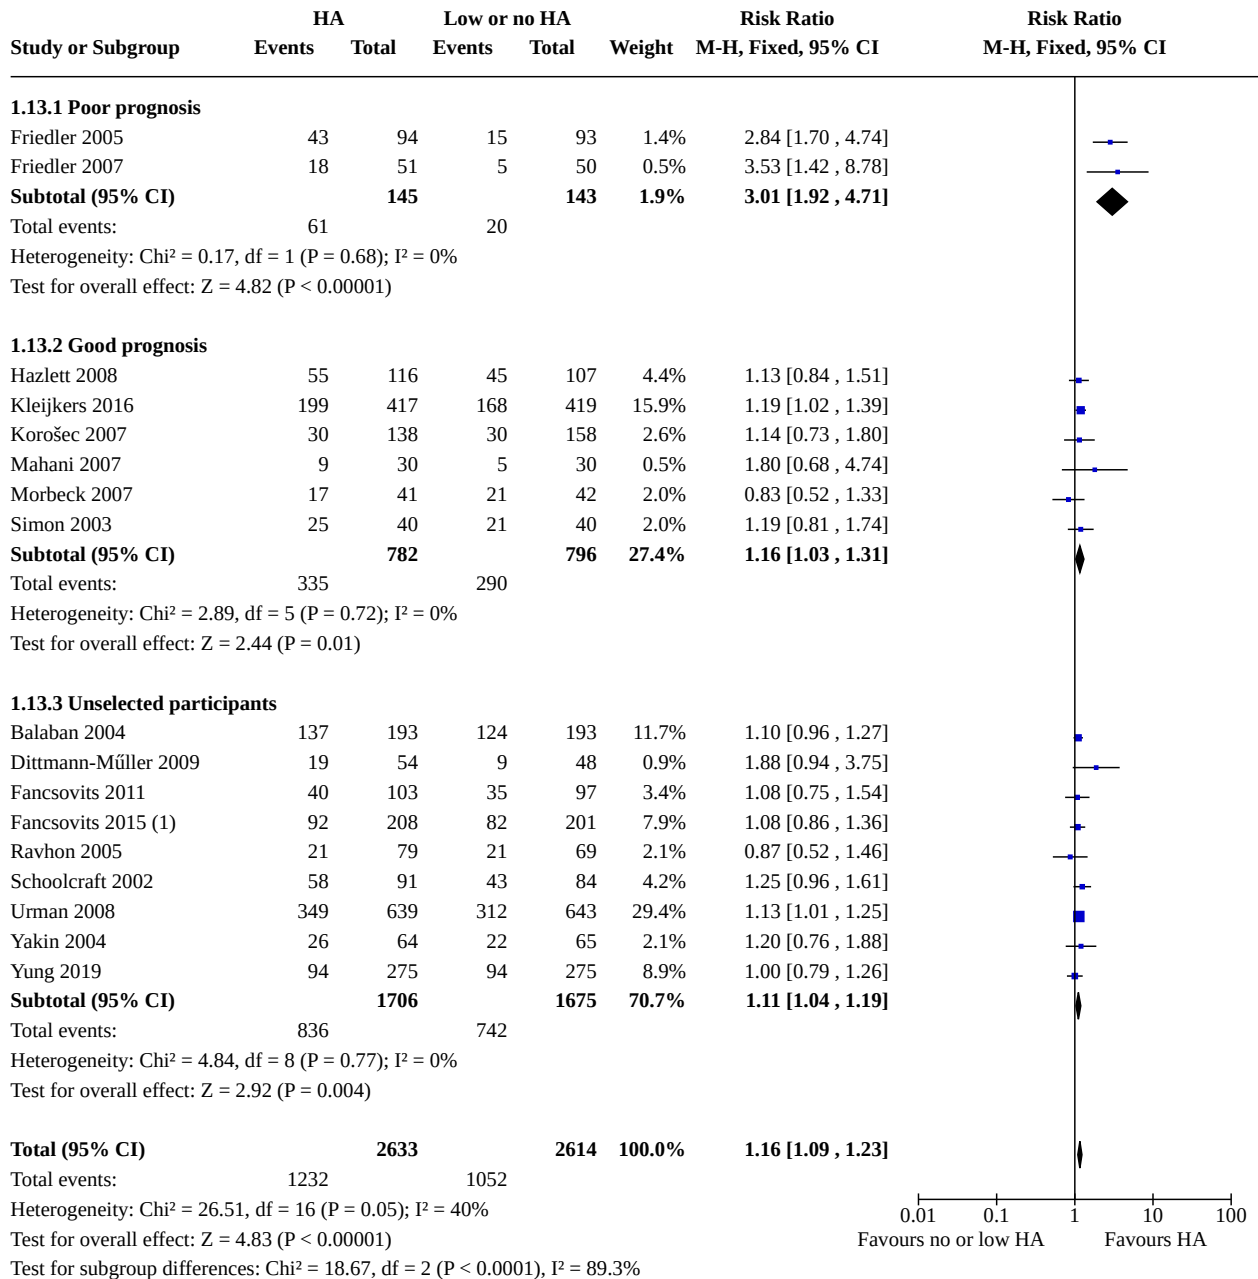 HA Low or no HA Risk Ratio Risk Ratio
Study or Subgroup Events Total Events Total Weight M-H, Fixed, 95% CI M-H, Fixed, 95% CI
1.13.1 Poor prognosis
Friedler 2005 43 94 15 93 1.4% 2.84 [1.70 , 4.74]
Friedler 2007 18 51 5 50 0.5% 3.53 [1.42 , 8.78]
Subtotal (95% CI) 145 143 1.9% 3.01 [1.92 , 4.71]
Total events: 61 20
Heterogeneity: Chi² = 0.17, df = 1 (P = 0.68); I² = 0%
Test for overall effect: Z = 4.82 (P < 0.00001)
1.13.2 Good prognosis
Hazlett 2008 55 116 45 107 4.4% 1.13 [0.84 , 1.51]
Kleijkers 2016 199 417 168 419 15.9% 1.19 [1.02 , 1.39]
Korošec 2007 30 138 30 158 2.6% 1.14 [0.73 , 1.80]
Mahani 2007 9 30 5 30 0.5% 1.80 [0.68 , 4.74]
Morbeck 2007 17 41 21 42 2.0% 0.83 [0.52 , 1.33]
Simon 2003 25 40 21 40 2.0% 1.19 [0.81 , 1.74]
Subtotal (95% CI) 782 796 27.4% 1.16 [1.03 , 1.31]
Total events: 335 290
Heterogeneity: Chi² = 2.89, df = 5 (P = 0.72); I² = 0%
Test for overall effect: Z = 2.44 (P = 0.01)
1.13.3 Unselected participants
Balaban 2004 137 193 124 193 11.7% 1.10 [0.96 , 1.27]
Dittmann-Műller 2009 19 54 9 48 0.9% 1.88 [0.94 , 3.75]
Fancsovits 2011 40 103 35 97 3.4% 1.08 [0.75 , 1.54]
Fancsovits 2015 (1) 92 208 82 201 7.9% 1.08 [0.86 , 1.36]
Ravhon 2005 21 79 21 69 2.1% 0.87 [0.52 , 1.46]
Schoolcraft 2002 58 91 43 84 4.2% 1.25 [0.96 , 1.61]
Urman 2008 349 639 312 643 29.4% 1.13 [1.01 , 1.25]
Yakin 2004 26 64 22 65 2.1% 1.20 [0.76 , 1.88]
Yung 2019 94 275 94 275 8.9% 1.00 [0.79 , 1.26]
Subtotal (95% CI) 1706 1675 70.7% 1.11 [1.04 , 1.19]
Total events: 836 742
Heterogeneity: Chi² = 4.84, df = 8 (P = 0.77); I² = 0%
Test for overall effect: Z = 2.92 (P = 0.004)
Total (95% CI) 2633 2614 100.0% 1.16 [1.09 , 1.23]
Total events: 1232 1052
Heterogeneity: Chi² = 26.51, df = 16 (P = 0.05); I² = 40%
0.01 0.1 1 10 100
Test for overall effect: Z = 4.83 (P < 0.00001)
Favours no or low HA Favours HA
Test for subgroup differences: Chi² = 18.67, df = 2 (P < 0.0001), I² = 89.3%